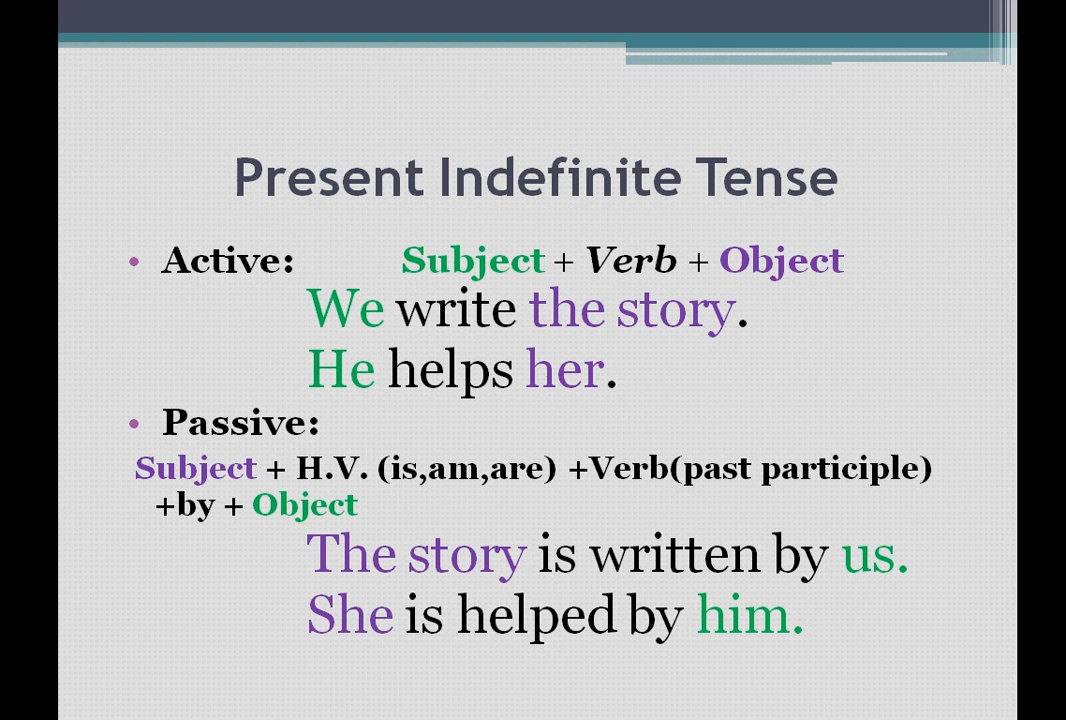 Present Indefinite Tense
• Active: Subject + Verb + Object
We write the story.
He helps her.
• Passive:
Subject + H.V. (is,am,are) +Verb(past participle)
+by + Object
The story is written by us.
She is helped by him.